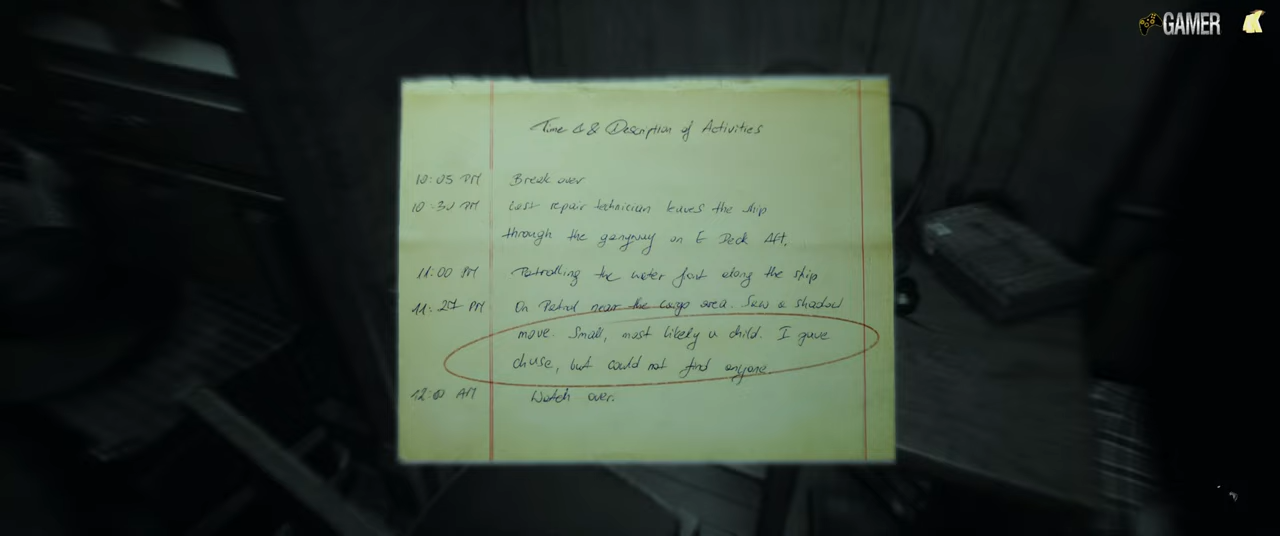 GAMER
Time & Description of Activities
10:05 PM Break over
10:30 PM Last repair technician leaves the ship
through the gangway on E Deck Aft.
11:00 PM Patrolling the water front along the ship
PM On Patrol near the cargo area. Saw a shadow
move. Small, most likely a child. I gave
chase, but could not find anyone.
12:00 AM Watch over.